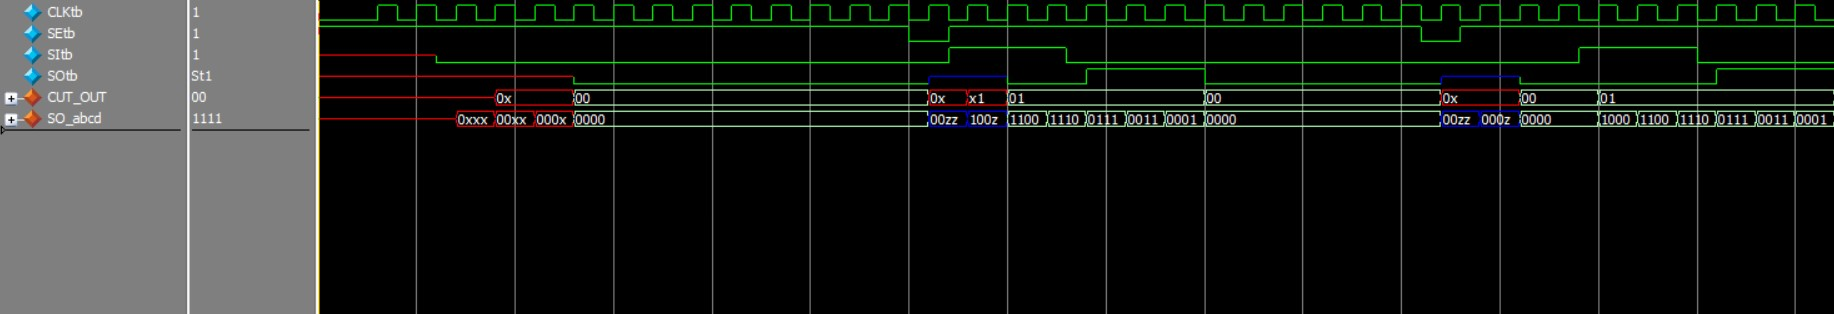 CLKtb 1
SEtb 1
SItb 1
SOtb St1
CUT_OUT 00 0x 00 0x x1 01 00 0x 00 01
SO_abcd 1111 0xxx 00xx 000x 0000 00zz 100z 1100 1110 0111 0011 0001 0000 00zz 000z 0000 1000 1100 1110 0111 0011 0001